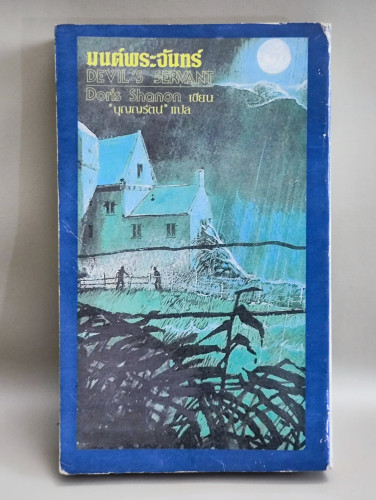 มนต์พระจันทร์
DEVIL'S SERVANT
Doris Shanon เขียน
"บุญญรัตน์" แปล